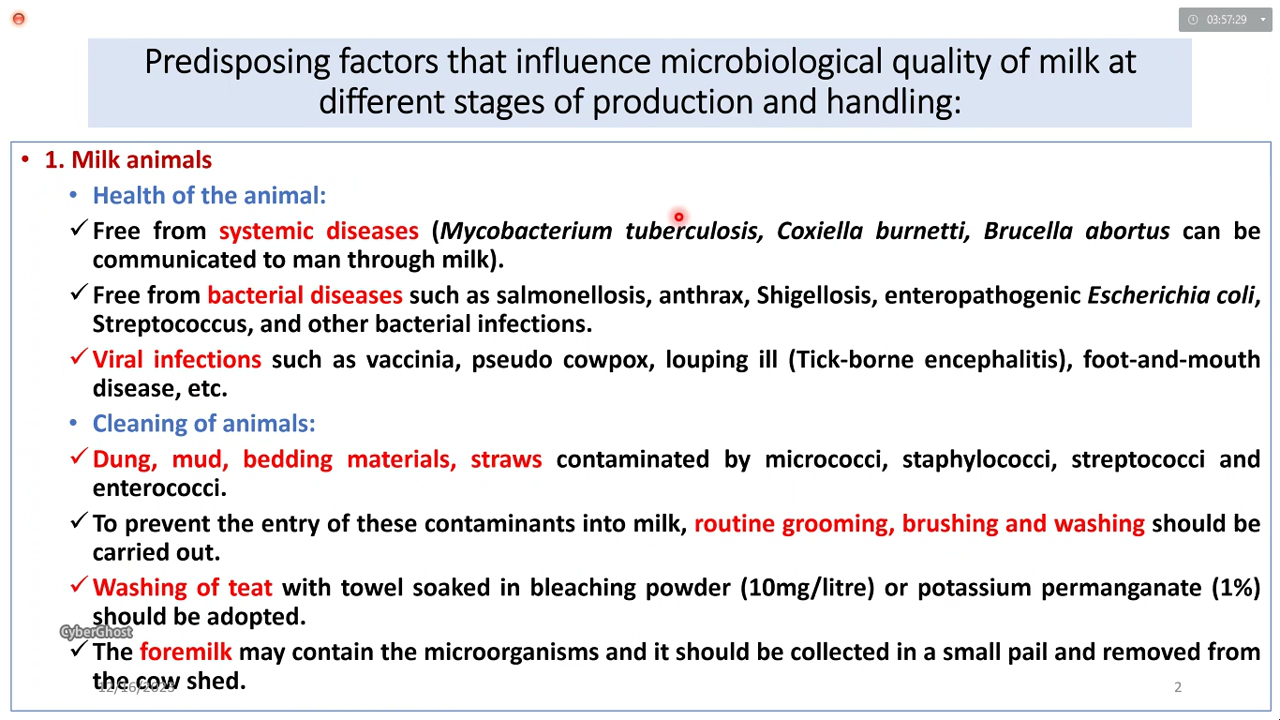 03:57:29
Predisposing factors that influence microbiological quality of milk at
different stages of production and handling:
• 1. Milk animals
• Health of the animal:
✓Free from systemic diseases (Mycobacterium tuberculosis, Coxiella burnetti, Brucella abortus can be
communicated to man through milk).
✓Free from bacterial diseases such as salmonellosis, anthrax, Shigellosis, enteropathogenic Escherichia coli,
Streptococcus, and other bacterial infections.
✓Viral infections such as vaccinia, pseudo cowpox, louping ill (Tick-borne encephalitis), foot-and-mouth
disease, etc.
• Cleaning of animals:
✓Dung, mud, bedding materials, straws contaminated by micrococci, staphylococci, streptococci and
enterococci.
✓To prevent the entry of these contaminants into milk, routine grooming, brushing and washing should be
carried out.
✓Washing of teat with towel soaked in bleaching powder (10mg/litre) or potassium permanganate (1%)
should be adopted.
CyberGhost
✓The foremilk may contain the microorganisms and it should be collected in a small pail and removed from
the cow shed.
12/16/2023
2